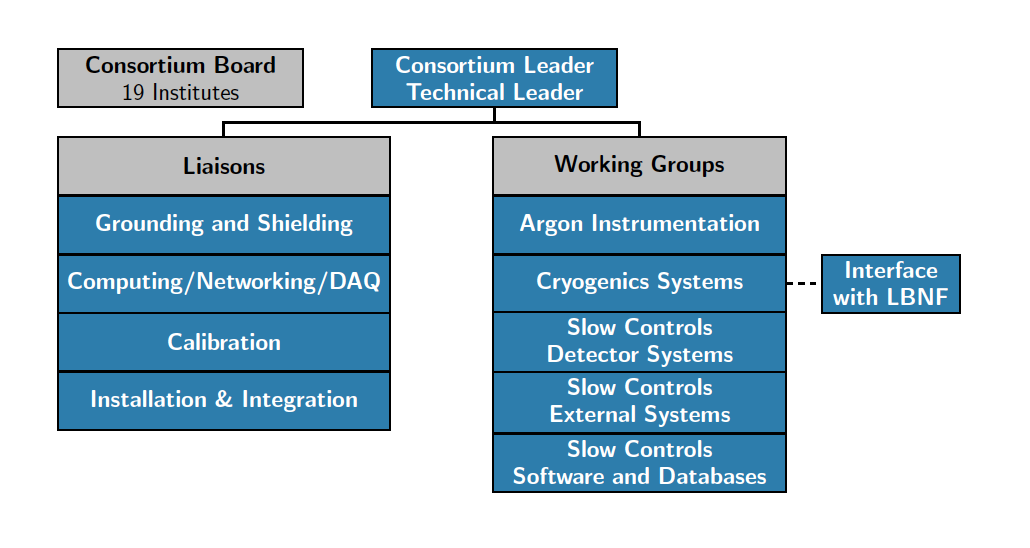 Consortium Board
19 Institutes
Consortium Leader
Technical Leader
Liaisons
Grounding and Shielding
Computing/Networking/DAQ
Calibration
Installation & Integration
Working Groups
Argon Instrumentation
Cryogenics Systems
Slow Controls
Detector Systems
Slow Controls
External Systems
Slow Controls
Software and Databases
Interface
with LBNF